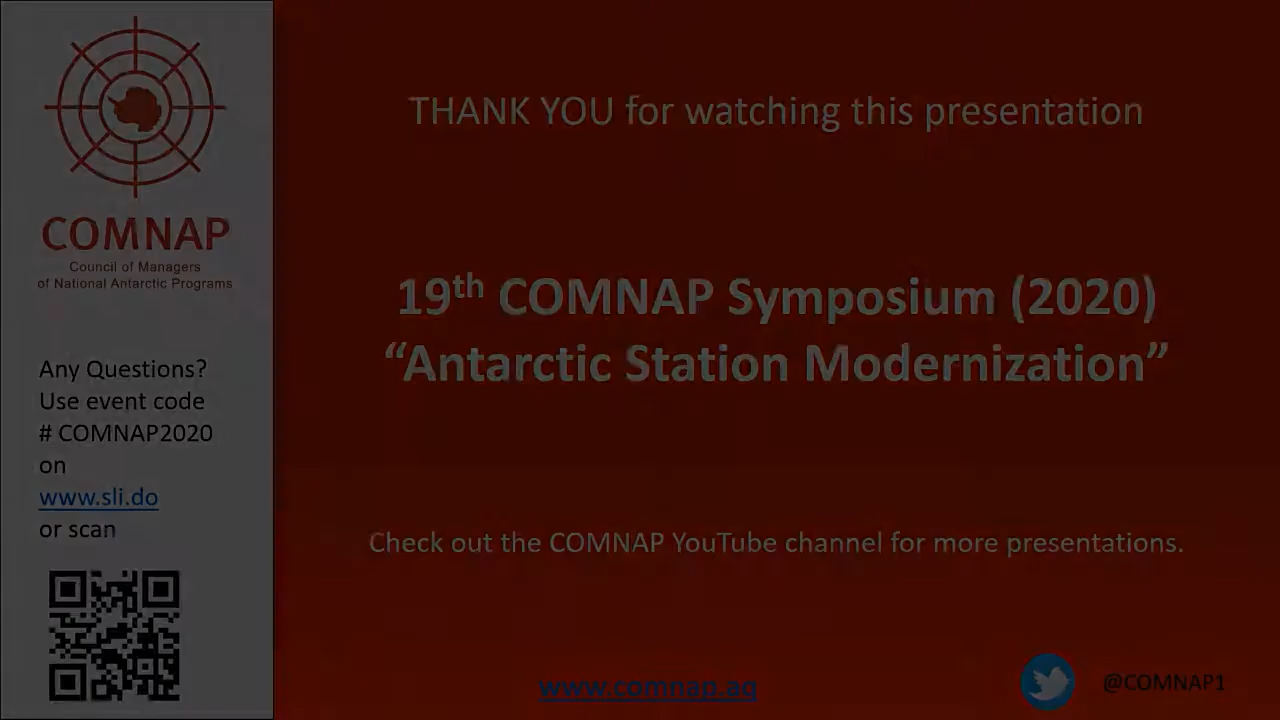 COMNAP
Council of Managers
of National Antarctic Programs
Any Questions?
Use event code
# COMNAP2020
on
www.sli.do
or scan
THANK YOU for watching this presentation
19th COMNAP Symposium (2020)
“Antarctic Station Modernization”
Check out the COMNAP YouTube channel for more presentations.
www.comnap.aq
@COMNAP1